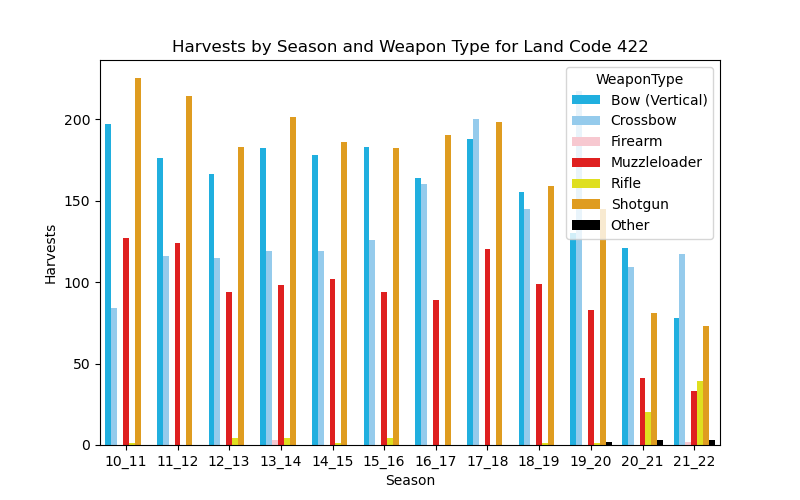 Harvests by Season and Weapon Type for Land Code 422
WeaponType
Bow (Vertical)
Crossbow
Firearm
Muzzleloader
Rifle
Shotgun
Other
Harvests
200
150
100
50
0
10_11 11_12 12_13 13_14 14_15 15_16 16_17 17_18 18_19 19_20 20_21 21_22
Season